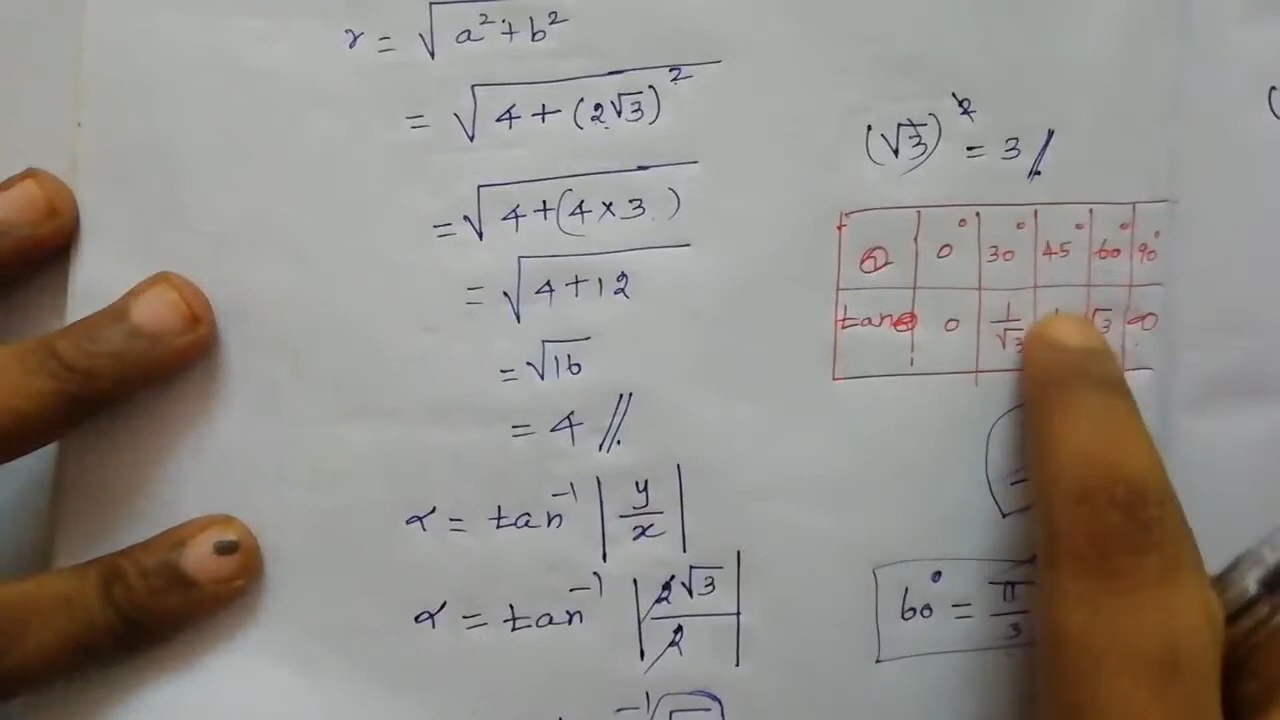 r = √a² + b²
= √4 + (2√3)²
= √4 + (4 × 3)
= √4 + 12
= √16
= 4 //.
α = tan⁻¹ |y/x|
α = tan⁻¹ |2√3/2|
(√3)² = 3 //.
θ 0° 30° 45° 60° 90°
tanθ 0 1/√3 √3 ∞
60° = π/3